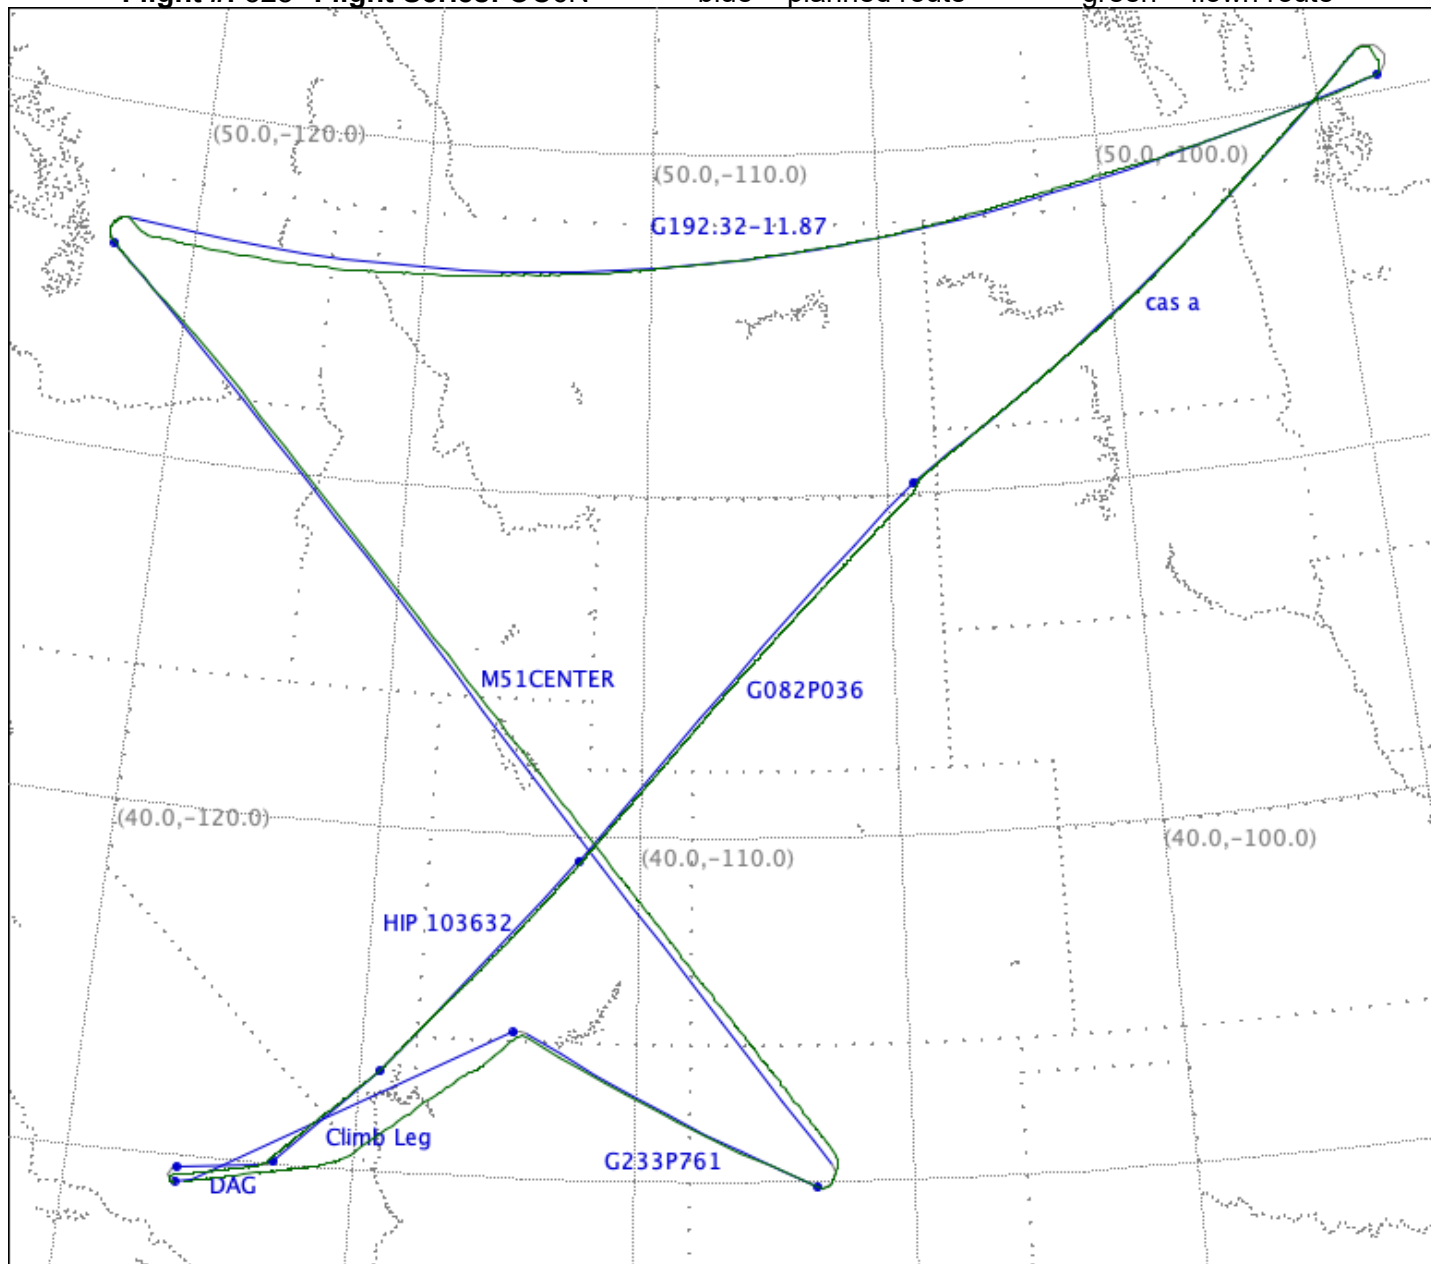 (50.0,-120.0)
(50.0,-100.0)
(50.0,-110.0)
G192:32-11.87
cas a
M51CENTER
G082P036
(40.0,-120.0)
(40.0,-100.0)
(40.0,-110.0)
HIP 103632
Climb Leg
G233P761
DAG